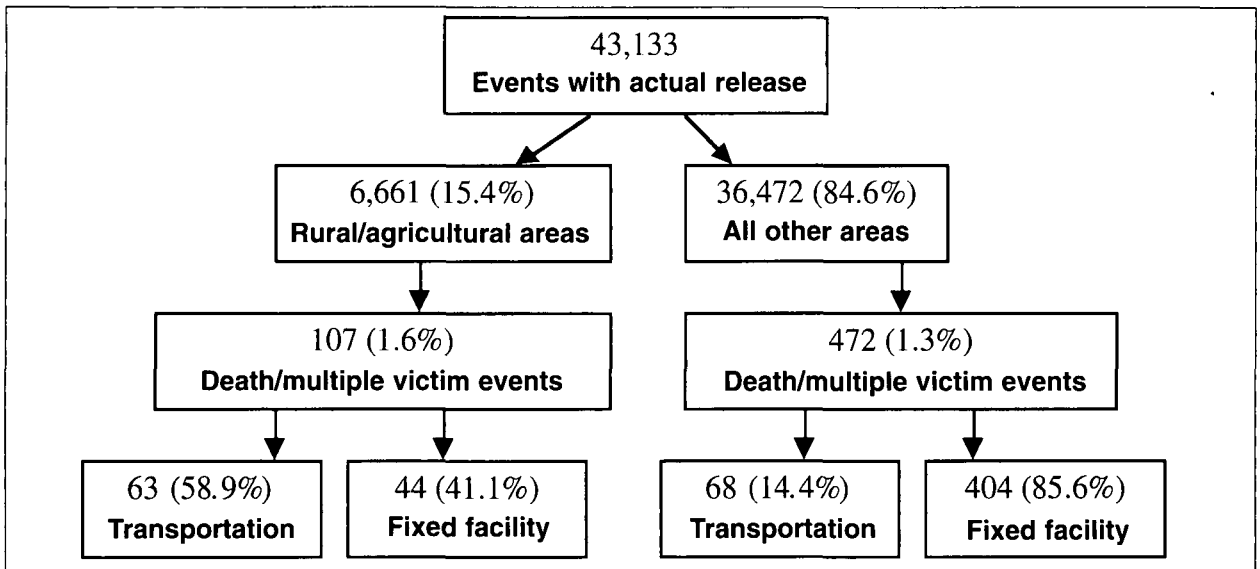 43,133
Events with actual release
6,661 (15.4%)
Rural/agricultural areas
36,472 (84.6%)
All other areas
107 (1.6%)
Death/multiple victim events
472 (1.3%)
Death/multiple victim events
63 (58.9%)
Transportation
44 (41.1%)
Fixed facility
68 (14.4%)
Transportation
404 (85.6%)
Fixed facility